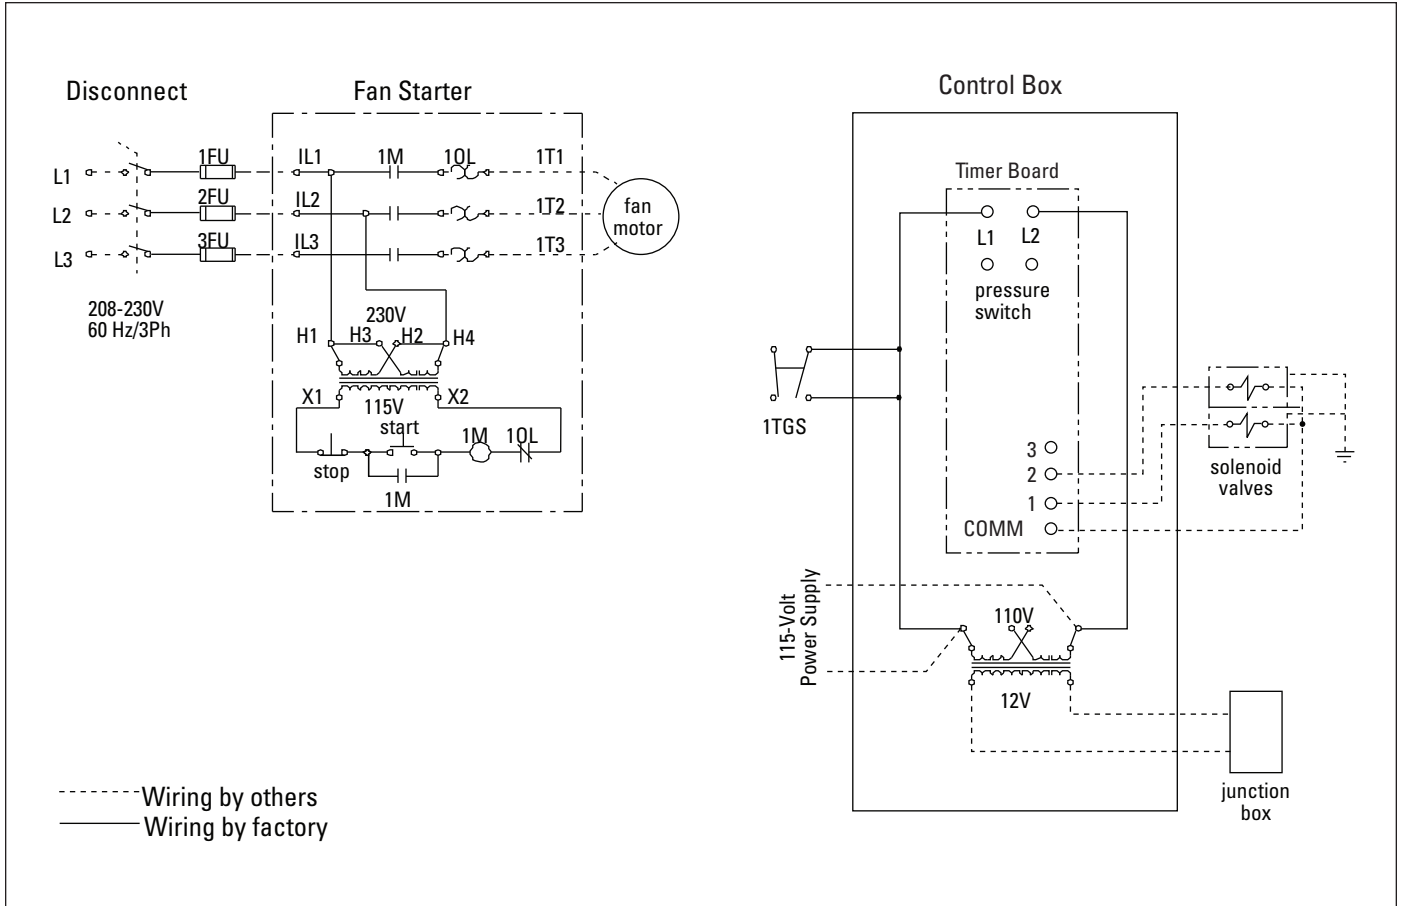 Disconnect
Fan Starter
Control Box
1FU
IL1
1M
1OL
1T1
L1
2FU
IL2
1T2
L2
fan
motor
3FU
IL3
1T3
L3
208-230V
60 Hz/3Ph
230V
H1
H3
H2
H4
X1
115V
X2
start
1M
1OL
stop
1M
Timer Board
L1
L2
pressure
switch
1TGS
3
2
1
COMM
solenoid
valves
115-Volt
Power Supply
110V
12V
junction
box
Wiring by others
Wiring by factory